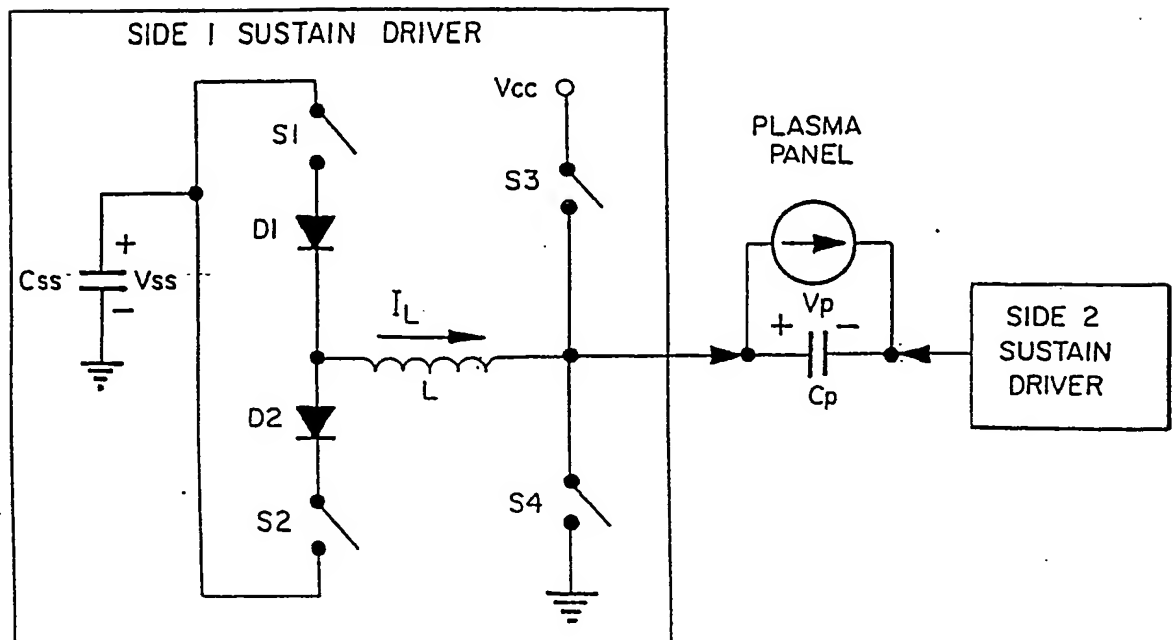 SIDE 1 SUSTAIN DRIVER
S1
Vcc
S3
PLASMA
PANEL
D1
+
Css
Vss
-
IL
L
Vp
+
-
Cp
SIDE 2
SUSTAIN
DRIVER
D2
S2
S4